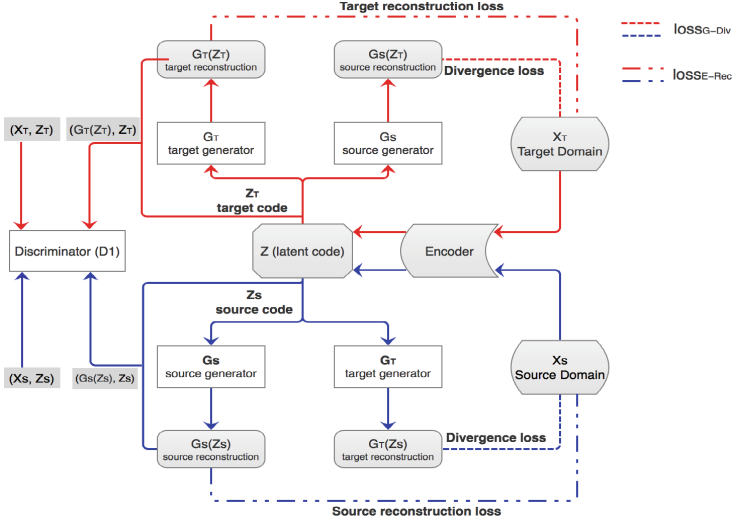 Target reconstruction loss
lossG-Div
lossE-Rec
GT(ZT)
target reconstruction
GS(ZT)
source reconstruction
Divergence loss
(XT, ZT)
(GT(ZT), ZT)
GT
target generator
GS
source generator
XT
Target Domain
ZT
target code
Discriminator (D1)
Z (latent code)
Encoder
ZS
source code
(XS, ZS)
(GS(ZS), ZS)
GS
source generator
GT
target generator
XS
Source Domain
GS(ZS)
source reconstruction
GT(ZS)
target reconstruction
Divergence loss
Source reconstruction loss